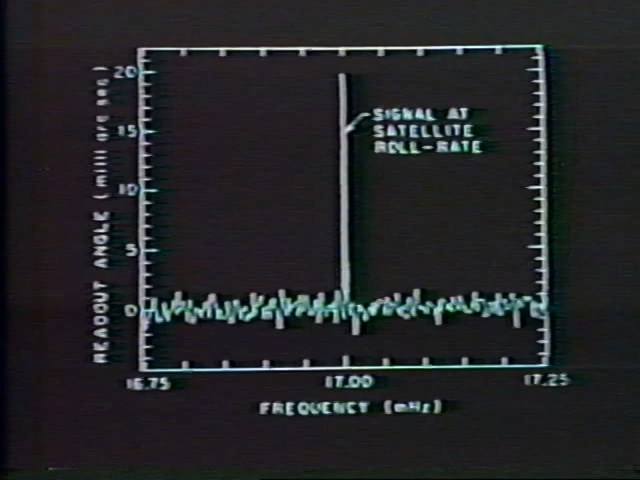 20
15
10
5
0
READOUT ANGLE (milli arc sec)
SIGNAL AT
SATELLITE
ROLL-RATE
16.75 17.00 17.25
FREQUENCY (mHz)